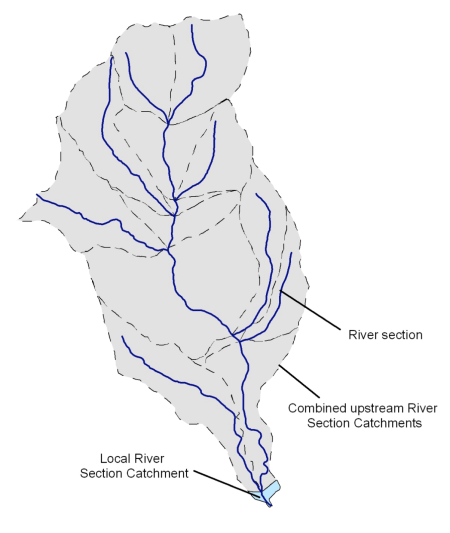 River section
Combined upstream River
Section Catchments
Local River
Section Catchment